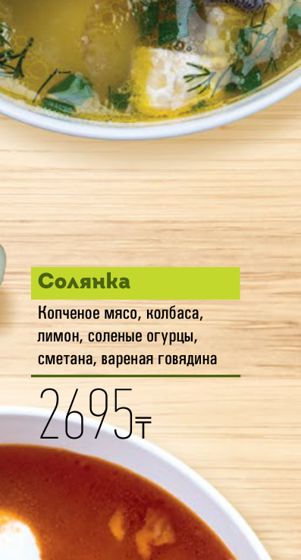 Солянка
Копченое мясо, колбаса,
лимон, соленые огурцы,
сметана, вареная говядина
2695₸